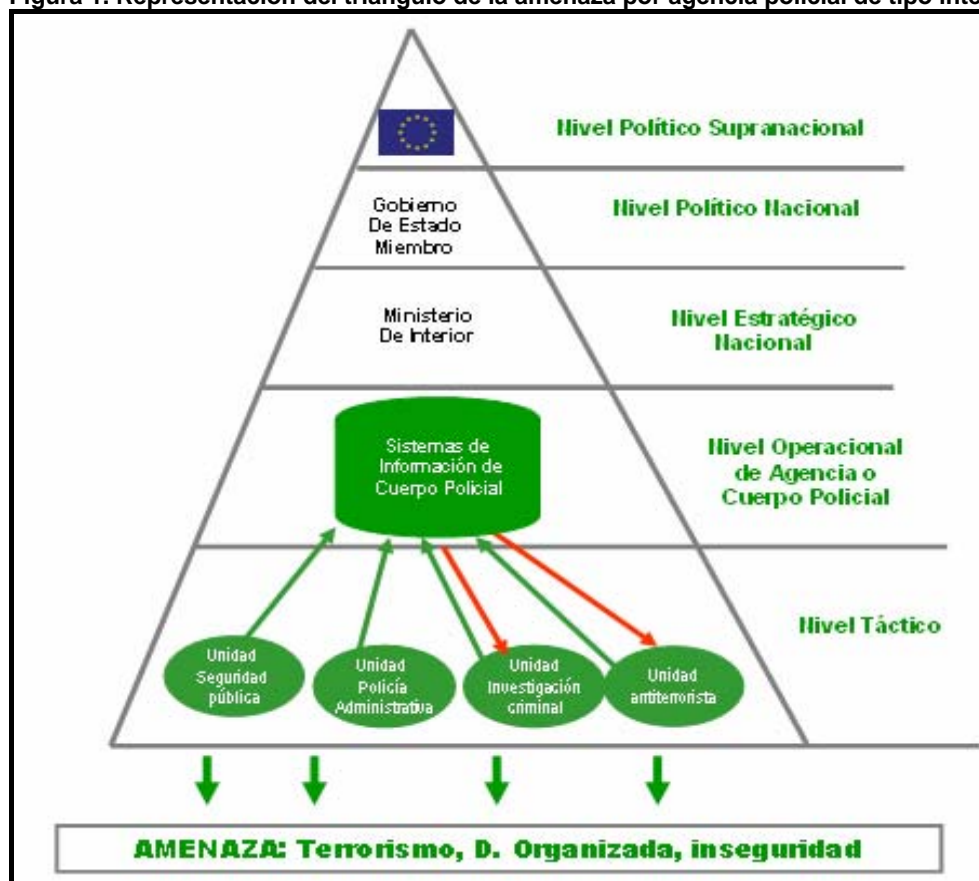 Figura 1. Representación del triángulo de la amenaza por agencia policial de tipo
Nivel Político Supranacional
Gobierno
De Estado
Miembro
Nivel Político Nacional
Ministerio
De Interior
Nivel Estratégico
Nacional
Sistemas de
Información de
Cuerpo Policial
Nivel Operacional
de Agencia o
Cuerpo Policial
Nivel Táctico
Unidad
Seguridad
pública
Unidad
Policía
Administrativa
Unidad
Investigación
criminal
Unidad
antiterrorista
AMENAZA: Terrorismo, D. Organizada, inseguridad